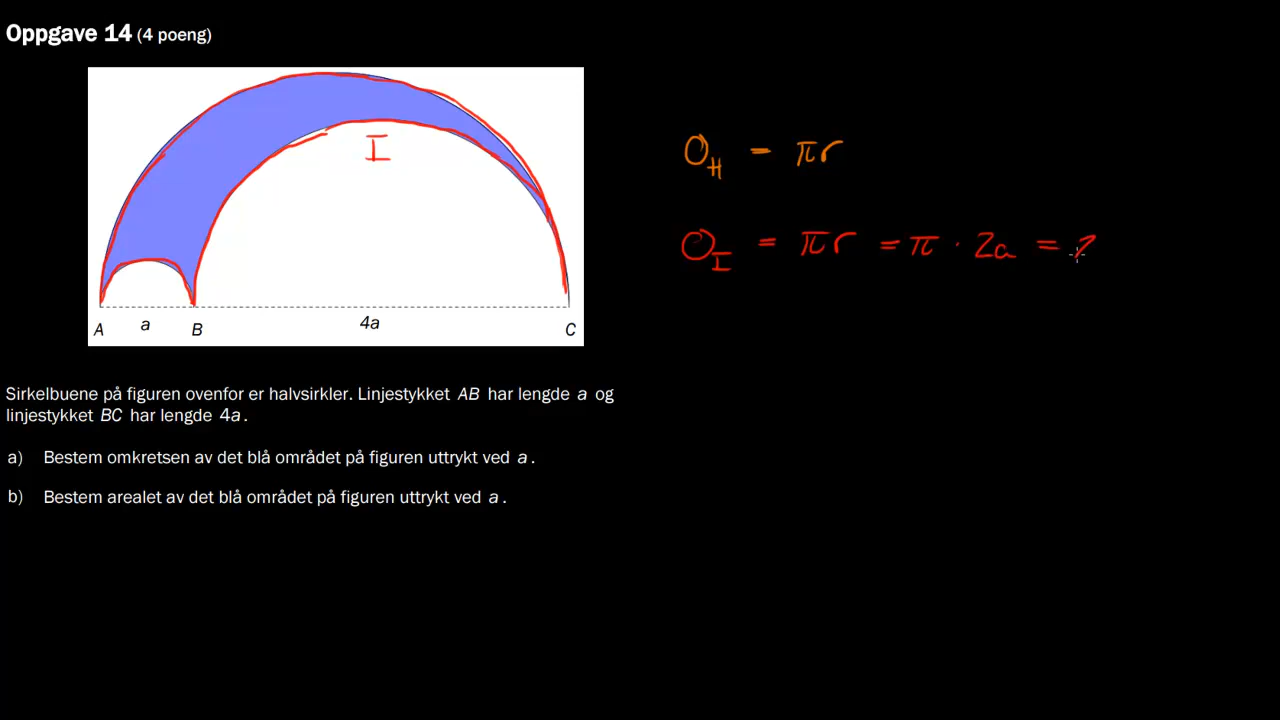 Oppgave 14 (4 poeng)
I
A a B 4a C
O_H = πr
O_I = πr = π · 2a = 2
Sirkelbuene på figuren ovenfor er halvsirkler. Linjestykket AB har lengde a og
linjestykket BC har lengde 4a.
a) Bestem omkretsen av det blå området på figuren uttrykt ved a.
b) Bestem arealet av det blå området på figuren uttrykt ved a.